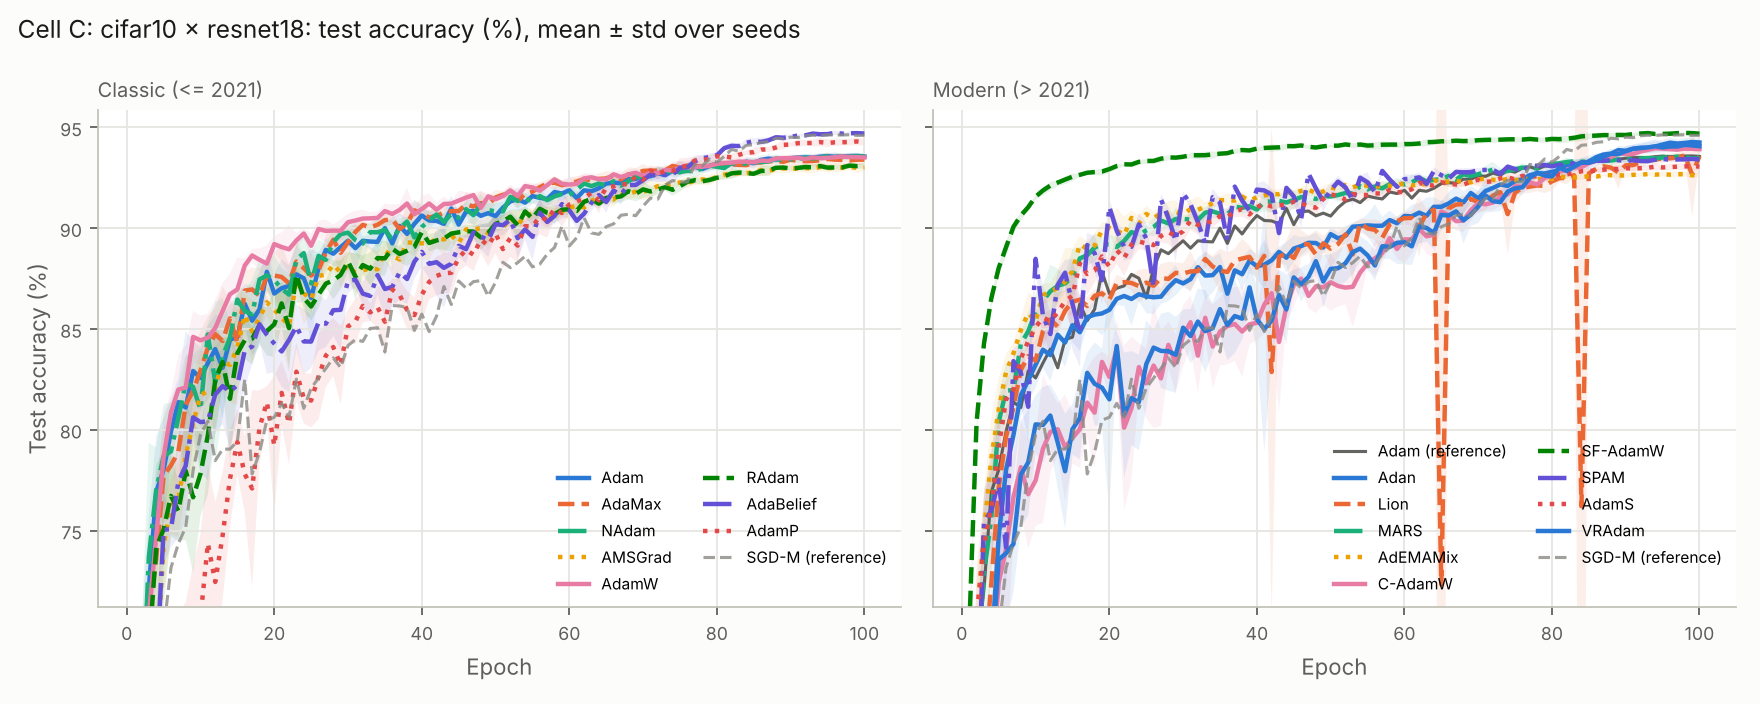 Cell C: cifar10 × resnet18: test accuracy (%), mean ± std over seeds
Classic (<= 2021)
95
90
85
80
75
Test accuracy (%)
0 20 40 60 80 100
Epoch
Adam
AdaMax
NAdam
AMSGrad
AdamW
RAdam
AdaBelief
AdamP
SGD-M (reference)
Modern (> 2021)
0 20 40 60 80 100
Epoch
Adam (reference)
Adan
Lion
MARS
AdEMAMix
C-AdamW
SF-AdamW
SPAM
AdamS
VRAdam
SGD-M (reference)